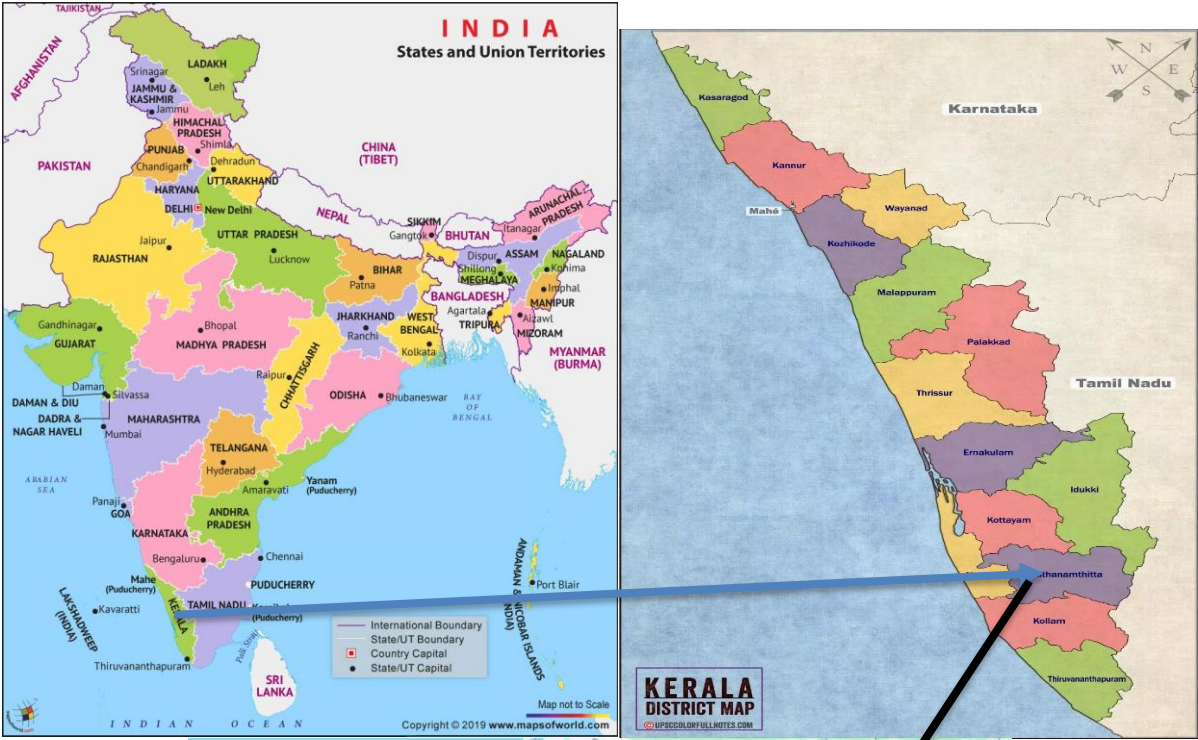 INDIA
States and Union Territories
TAJIKISTAN
AFGHANISTAN
PAKISTAN
CHINA
(TIBET)
NEPAL
BHUTAN
BANGLADESH
MYANMAR
(BURMA)
SRI
LANKA
LADAKH
Leh
Srinagar
JAMMU &
KASHMIR
Jammu
HIMACHAL
PRADESH
Shimla
PUNJAB
Chandigarh
Dehradun
UTTARAKHAND
HARYANA
DELHI
New Delhi
UTTAR PRADESH
Lucknow
Jaipur
RAJASTHAN
SIKKIM
Gangtok
ARUNACHAL
PRADESH
Itanagar
Dispur
ASSAM
NAGALAND
Kohima
Shillong
MEGHALAYA
Imphal
MANIPUR
Agartala
TRIPURA
Aizawl
MIZORAM
BIHAR
Patna
JHARKHAND
Ranchi
WEST
BENGAL
Kolkata
Gandhinagar
GUJARAT
Bhopal
MADHYA PRADESH
CHHATTISGARH
Raipur
ODISHA
Bhubaneswar
Daman
Silvassa
DAMAN & DIU
DADRA &
NAGAR HAVELI
MAHARASHTRA
Mumbai
TELANGANA
Hyderabad
Amaravati
Yanam
(Puducherry)
ANDHRA
PRADESH
Panaji
GOA
KARNATAKA
Bengaluru
Chennai
PUDUCHERRY
Mahe
(Puducherry)
KERALA
TAMIL NADU
(Puducherry)
LAKSHADWEEP
(INDIA)
Kavaratti
Thiruvananthapuram
Palk Strait
Port Blair
ARABIAN
SEA
BAY
OF
BENGAL
INDIAN OCEAN
International Boundary
State/UT Boundary
Country Capital
State/UT Capital
Map not to Scale
Copyright © 2019 www.mapsofworld.com
N
W E
S
Karnataka
Tamil Nadu
Kasaragod
Kannur
Mahé
Wayanad
Kozhikode
Malappuram
Palakkad
Thrissur
Ernakulam
Idukki
Kottayam
thanamthitta
Kollam
Thiruvananthapuram
KERALA
DISTRICT MAP
© UPSCCOLORFULLNOTES.COM